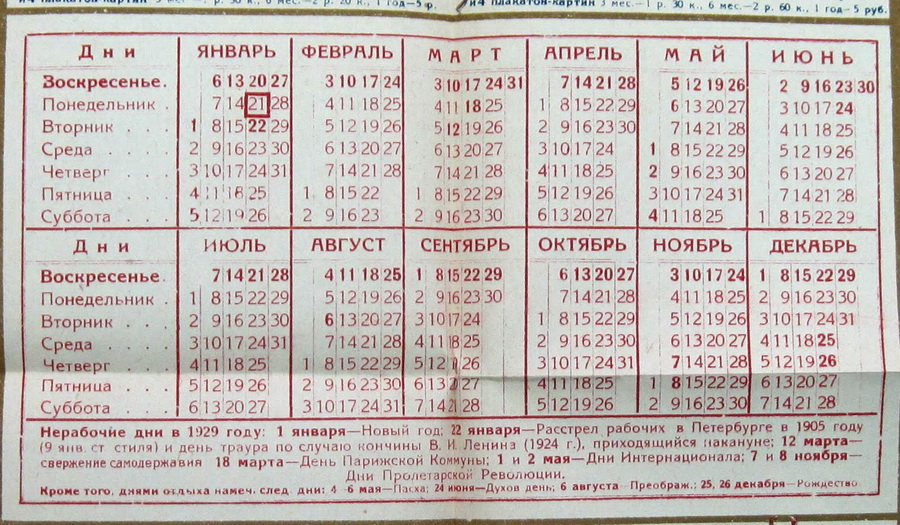 3 мес.—1 р. 30 к., 6 мес.—2 р. 60 к., 1 год—5 руб.
Дни ЯНВАРЬ ФЕВРАЛЬ МАРТ АПРЕЛЬ МАЙ ИЮНЬ
Воскресенье. 6 13 20 27 3 10 17 24 3 10 17 24 31 7 14 21 28 5 12 19 26 2 9 16 23 30
Понедельник . 7 14 21 28 4 11 18 25 4 11 18 25 1 8 15 22 29 6 13 20 27 3 10 17 24
Вторник . . . 1 8 15 22 29 5 12 19 26 5 12 19 26 2 9 16 23 30 7 14 21 28 4 11 18 25
Среда . . . . 2 9 16 23 30 6 13 20 27 6 13 20 27 3 10 17 24 1 8 15 22 29 5 12 19 26
Четверг . . . 3 10 17 24 31 7 14 21 28 7 14 21 28 4 11 18 25 2 9 16 23 30 6 13 20 27
Пятница . . . 4 11 18 25 1 8 15 22 1 8 15 22 29 5 12 19 26 3 10 17 24 31 7 14 21 28
Суббота . . . 5 12 19 26 2 9 16 23 2 9 16 23 30 6 13 20 27 4 11 18 25 1 8 15 22 29
Дни ИЮЛЬ АВГУСТ СЕНТЯБРЬ ОКТЯБРЬ НОЯБРЬ ДЕКАБРЬ
Воскресенье. 7 14 21 28 4 11 18 25 1 8 15 22 29 6 13 20 27 3 10 17 24 1 8 15 22 29
Понедельник . 1 8 15 22 29 5 12 19 26 2 9 16 23 30 7 14 21 28 4 11 18 25 2 9 16 23 30
Вторник . . . 2 9 16 23 30 6 13 20 27 3 10 17 24 1 8 15 22 29 5 12 19 26 3 10 17 24 31
Среда . . . . 3 10 17 24 31 7 14 21 28 4 11 18 25 2 9 16 23 30 6 13 20 27 4 11 18 25
Четверг . . . 4 11 18 25 1 8 15 22 29 5 12 19 26 3 10 17 24 31 7 14 21 28 5 12 19 26
Пятница . . . 5 12 19 26 2 9 16 23 30 6 13 20 27 4 11 18 25 1 8 15 22 29 6 13 20 27
Суббота . . . 6 13 20 27 3 10 17 24 31 7 14 21 28 5 12 19 26 2 9 16 23 30 7 14 21 28
Нерабочие дни в 1929 году: 1 января—Новый год; 22 января—Расстрел рабочих в Петербурге в 1905 году
(9 янв. ст стиля) и день траура по случаю кончины В. И. Ленина (1924 г.), приходящийся накануне; 12 марта—
свержение самодержавия 18 марта—День Парижской Коммуны; 1 и 2 мая—Дни Интернационала; 7 и 8 ноября—
Дни Пролетарской Революции.
Кроме того, днями отдыха намеч. след. дни: 4 6 мая—Пасха; 24 июня—Духов день; 6 августа—Преображ.; 25, 26 декабря—Рождество